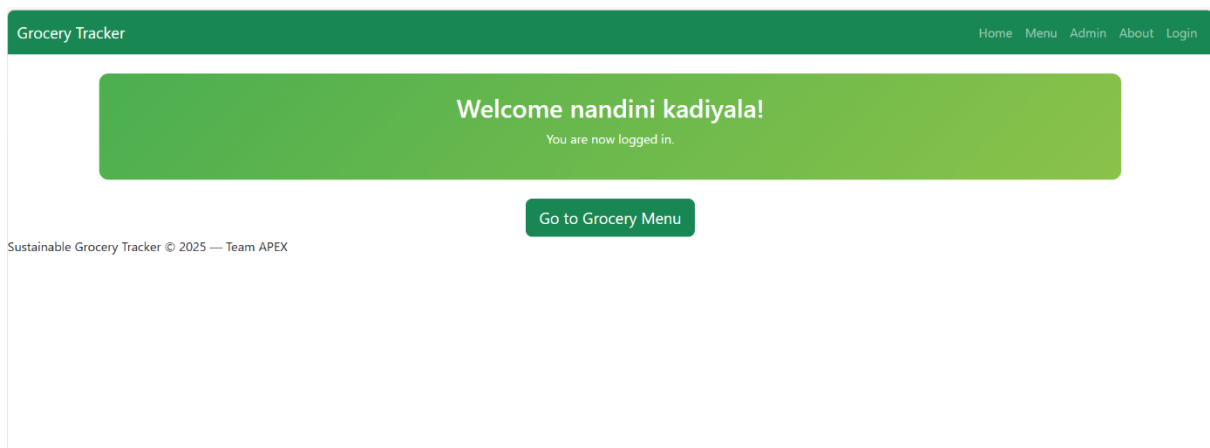 Grocery Tracker
Home Menu Admin About Login
Welcome nandini kadiyala!
You are now logged in.
Go to Grocery Menu
Sustainable Grocery Tracker © 2025 — Team APEX